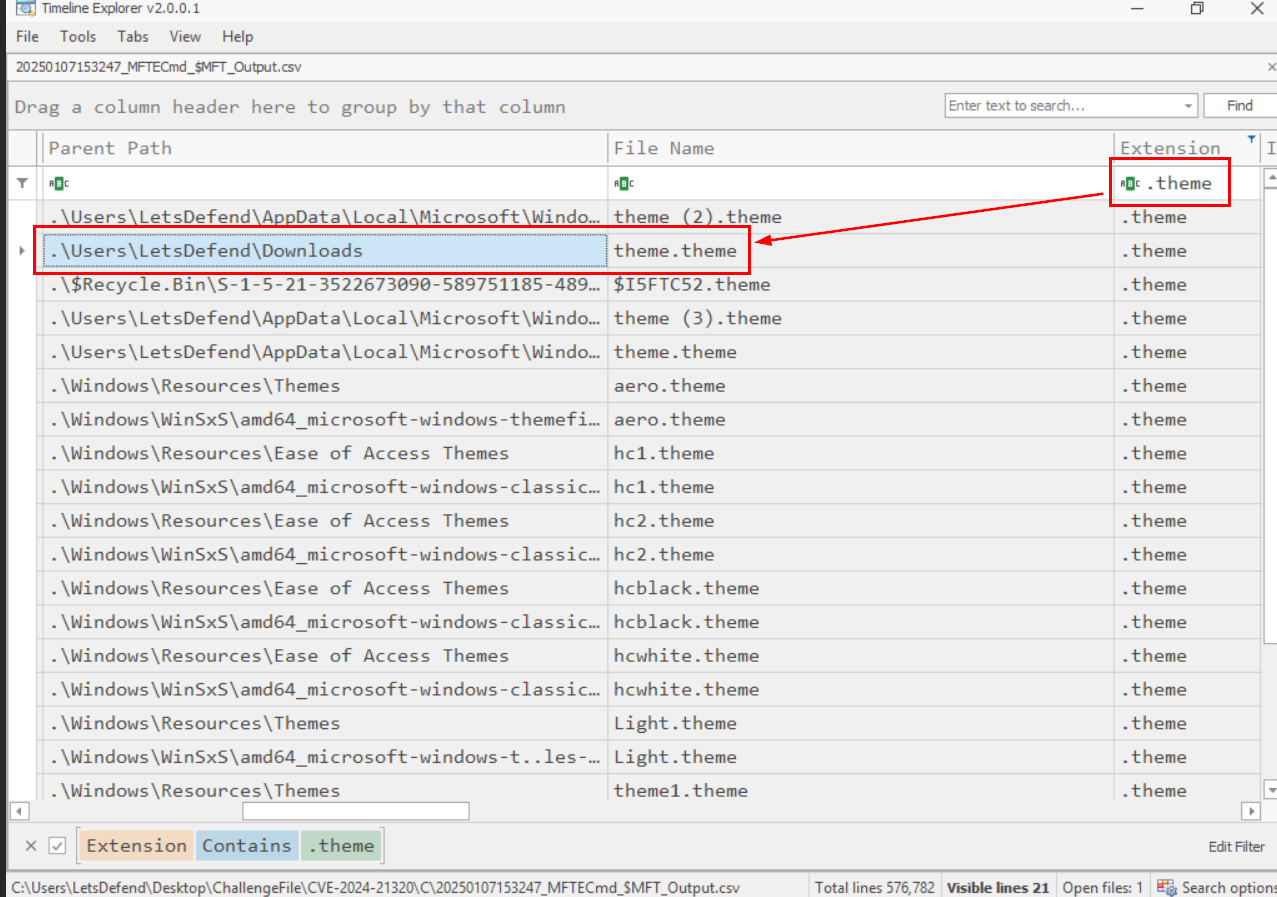 Timeline Explorer v2.0.0.1
File Tools Tabs View Help
20250107153247_MFTECmd_$MFT_Output.csv
Drag a column header here to group by that column
Enter text to search...
Find
Parent Path File Name Extension I
ABC ABC ABC .theme
.\Users\LetsDefend\AppData\Local\Microsoft\Windo... theme (2).theme .theme
.\Users\LetsDefend\Downloads theme.theme .theme
.\$Recycle.Bin\S-1-5-21-3522673090-589751185-489... $I5FTC52.theme .theme
.\Users\LetsDefend\AppData\Local\Microsoft\Windo... theme (3).theme .theme
.\Users\LetsDefend\AppData\Local\Microsoft\Windo... theme.theme .theme
.\Windows\Resources\Themes aero.theme .theme
.\Windows\WinSxS\amd64_microsoft-windows-themefi... aero.theme .theme
.\Windows\Resources\Ease of Access Themes hc1.theme .theme
.\Windows\WinSxS\amd64_microsoft-windows-classic... hc1.theme .theme
.\Windows\Resources\Ease of Access Themes hc2.theme .theme
.\Windows\WinSxS\amd64_microsoft-windows-classic... hc2.theme .theme
.\Windows\Resources\Ease of Access Themes hcblack.theme .theme
.\Windows\WinSxS\amd64_microsoft-windows-classic... hcblack.theme .theme
.\Windows\Resources\Ease of Access Themes hcwhite.theme .theme
.\Windows\WinSxS\amd64_microsoft-windows-classic... hcwhite.theme .theme
.\Windows\Resources\Themes Light.theme .theme
.\Windows\WinSxS\amd64_microsoft-windows-t..les-... Light.theme .theme
.\Windows\Resources\Themes theme1.theme .theme
Extension Contains .theme Edit Filter
C:\Users\LetsDefend\Desktop\ChallengeFile\CVE-2024-21320\C\20250107153247_MFTECmd_$MFT_Output.csv Total lines 576,782 Visible lines 21 Open files: 1 Search options